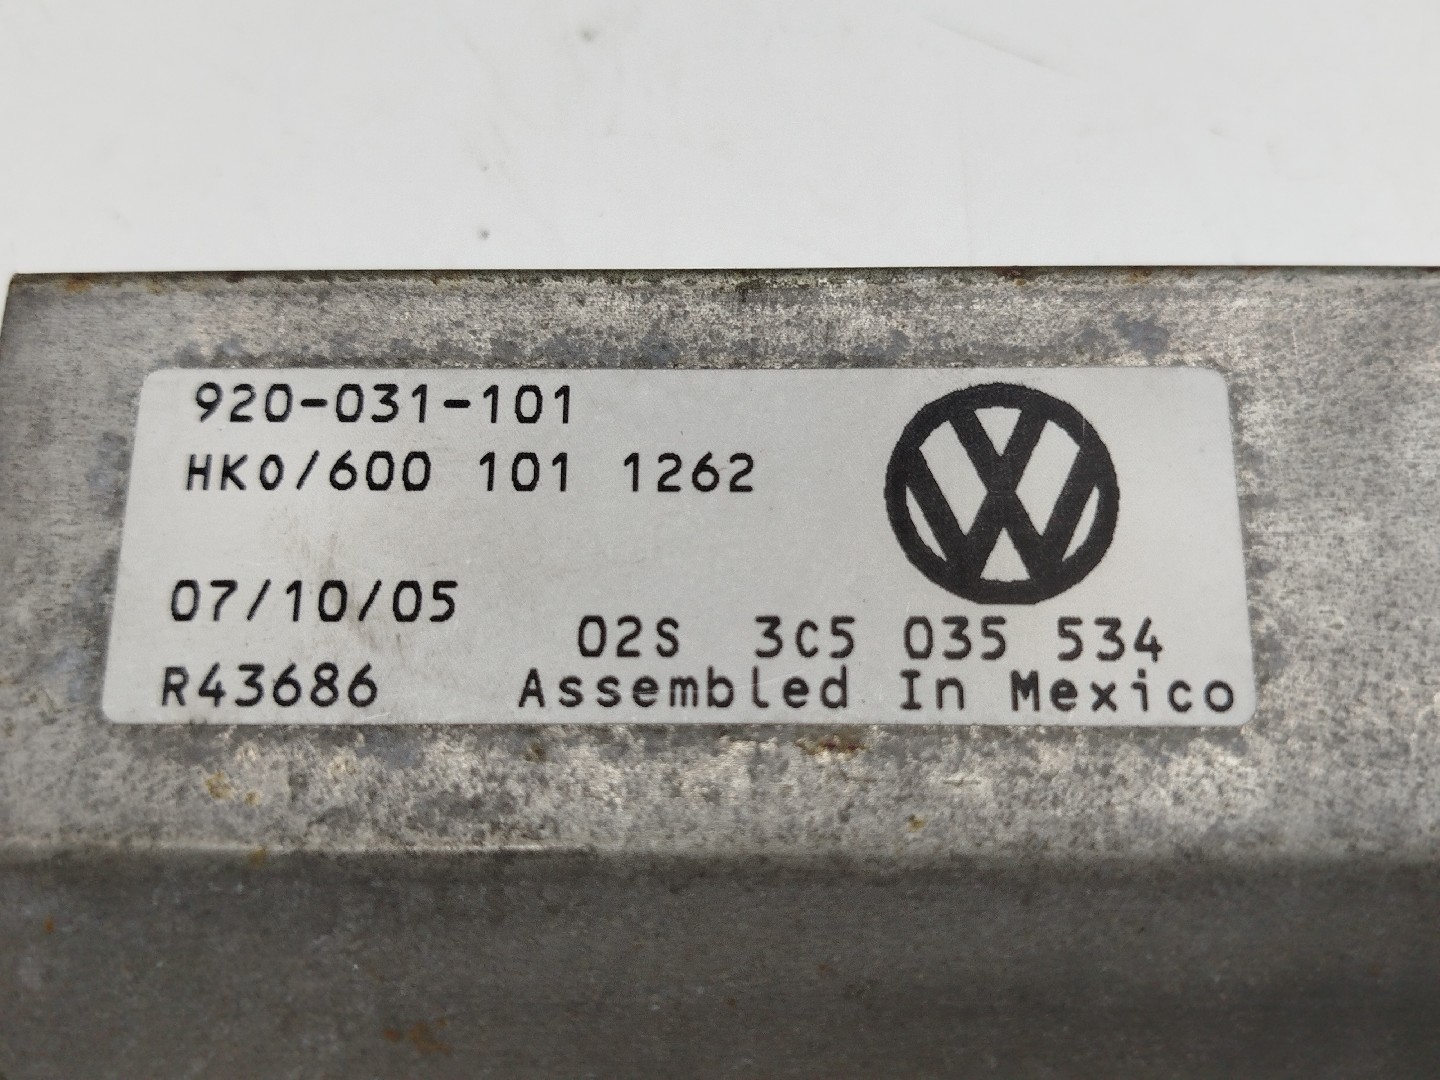 920-031-101
HK0/600 101 1262
07/10/05
02S 3C5 035 534
R43686 Assembled In Mexico